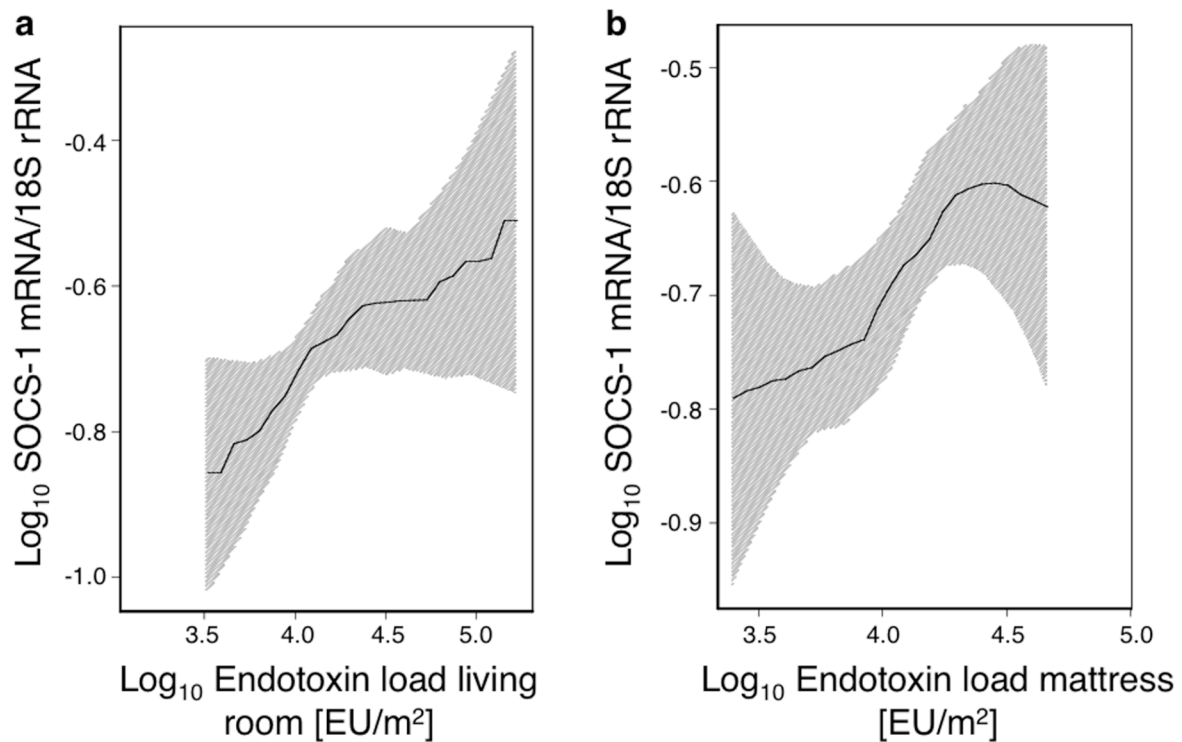 a
Log₁₀ SOCS-1 mRNA/18S rRNA
-0.4
-0.6
-0.8
-1.0
3.5 4.0 4.5 5.0
Log₁₀ Endotoxin load living
room [EU/m²]
b
Log₁₀ SOCS-1 mRNA/18S rRNA
-0.5
-0.6
-0.7
-0.8
-0.9
3.5 4.0 4.5 5.0
Log₁₀ Endotoxin load mattress
[EU/m²]